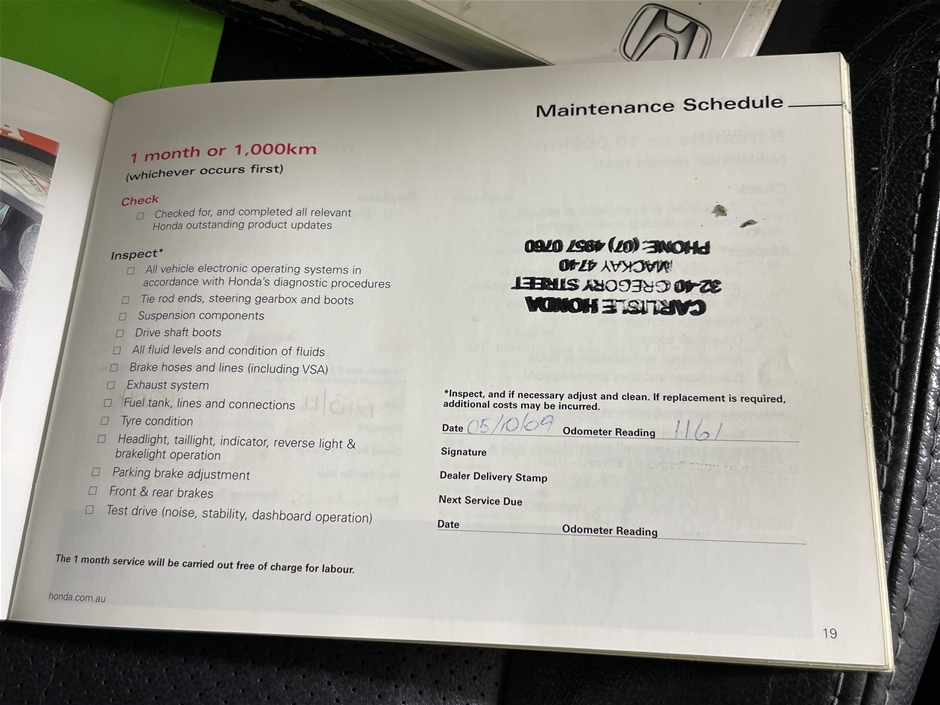 Maintenance Schedule
1 month or 1,000km
(whichever occurs first)
Check
☐ Checked for, and completed all relevant
Honda outstanding product updates
Inspect*
☐ All vehicle electronic operating systems in
accordance with Honda's diagnostic procedures
☐ Tie rod ends, steering gearbox and boots
☐ Suspension components
☐ Drive shaft boots
☐ All fluid levels and condition of fluids
☐ Brake hoses and lines (including VSA)
☐ Exhaust system
☐ Fuel tank, lines and connections
☐ Tyre condition
☐ Headlight, taillight, indicator, reverse light &
brakelight operation
☐ Parking brake adjustment
☐ Front & rear brakes
☐ Test drive (noise, stability, dashboard operation)
The 1 month service will be carried out free of charge for labour.
honda.com.au
CARLISLE HONDA
32-40 GREGORY STREET
MACKAY 4740
PHONE: (07) 4957 0760
*Inspect, and if necessary adjust and clean. If replacement is required,
additional costs may be incurred.
Date 05/10/09 Odometer Reading 1161
Signature
Dealer Delivery Stamp
Next Service Due
Date Odometer Reading
19